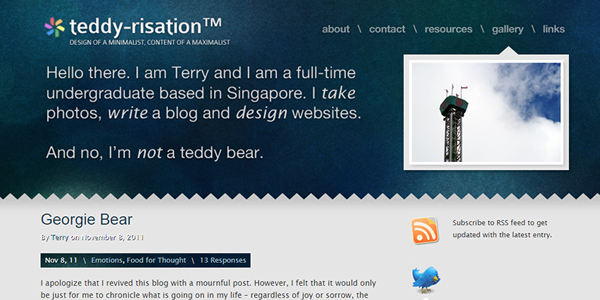 teddy-risation™
DESIGN OF A MINIMALIST, CONTENT OF A MAXIMALIST
about \ contact \ resources \ gallery \ links
Hello there. I am Terry and I am a full-time
undergraduate based in Singapore. I take
photos, write a blog and design websites.
And no, I'm not a teddy bear.
Georgie Bear
By Terry on November 8, 2011
Nov 8, 11 \ Emotions, Food for Thought \ 13 Responses
I apologize that I revived this blog with a mournful post. However, I felt that it would only
be just for me to chronicle what is going on in my life – regardless of joy or sorrow, the
Subscribe to RSS feed to get
updated with the latest entry.